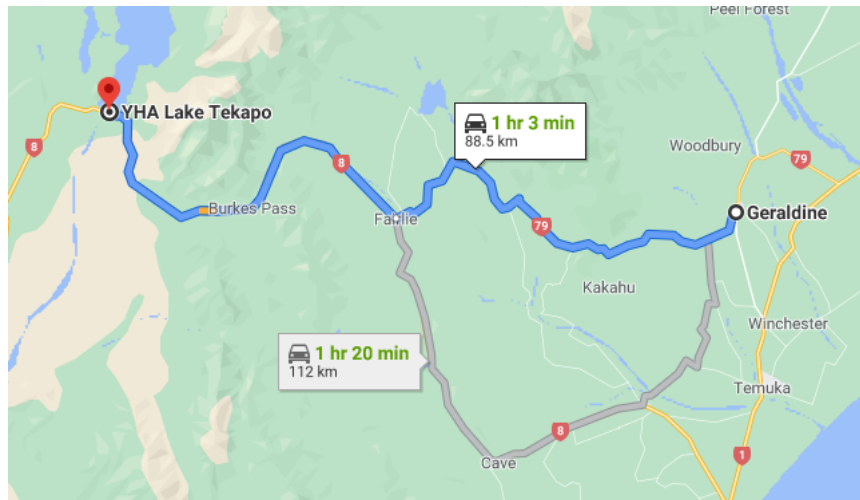 Peel Forest
YHA Lake Tekapo
1 hr 3 min
88.5 km
Woodbury
79
8
8
Burkes Pass
Fairlie
Geraldine
79
Kakahu
Winchester
1 hr 20 min
112 km
Temuka
8
1
Cave